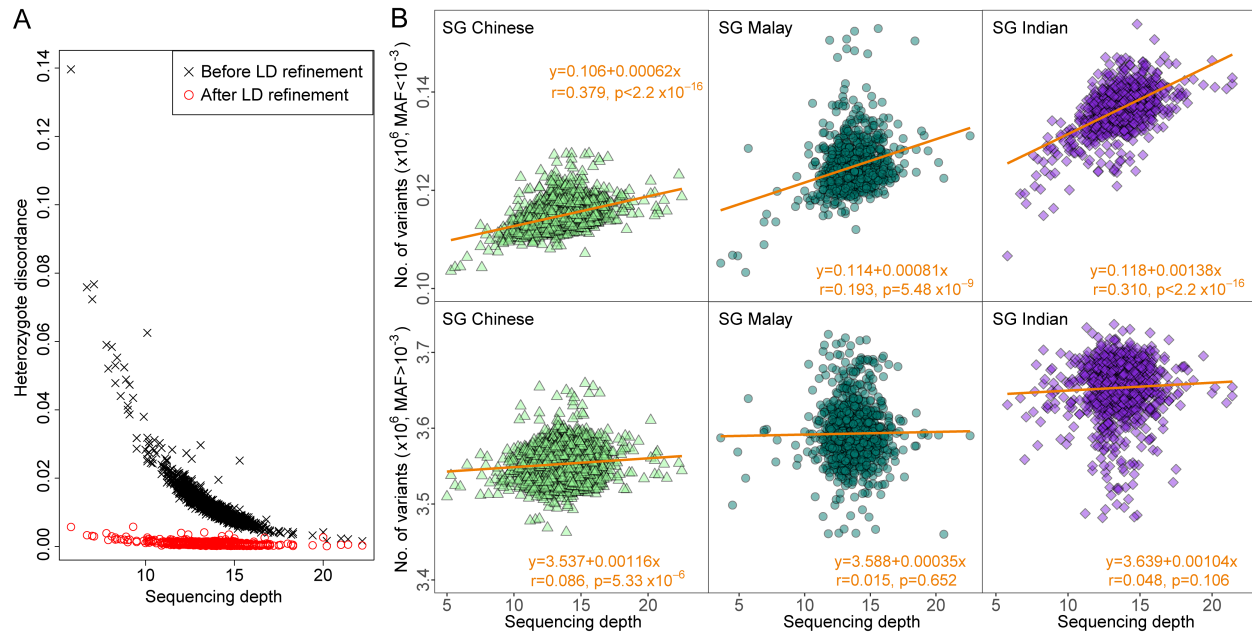 A
Before LD refinement
After LD refinement
0.14
0.12
0.10
0.08
0.06
0.04
0.02
0.00
Heterozygote discordance
10
15
20
Sequencing depth
B
No. of variants (x10⁶, MAF<10⁻³)
0.14
0.12
0.10
SG Chinese
y=0.106+0.00062x
r=0.379, p<2.2 x10⁻¹⁶
SG Malay
y=0.114+0.00081x
r=0.193, p=5.48 x10⁻⁹
SG Indian
y=0.118+0.00138x
r=0.310, p<2.2 x10⁻¹⁶
No. of variants (x10⁶, MAF>10⁻³)
3.7
3.6
3.5
3.4
SG Chinese
y=3.537+0.00116x
r=0.086, p=5.33 x10⁻⁶
SG Malay
y=3.588+0.00035x
r=0.015, p=0.652
SG Indian
y=3.639+0.00104x
r=0.048, p=0.106
5
10
15
20
Sequencing depth
5
10
15
20
Sequencing depth
5
10
15
20
Sequencing depth